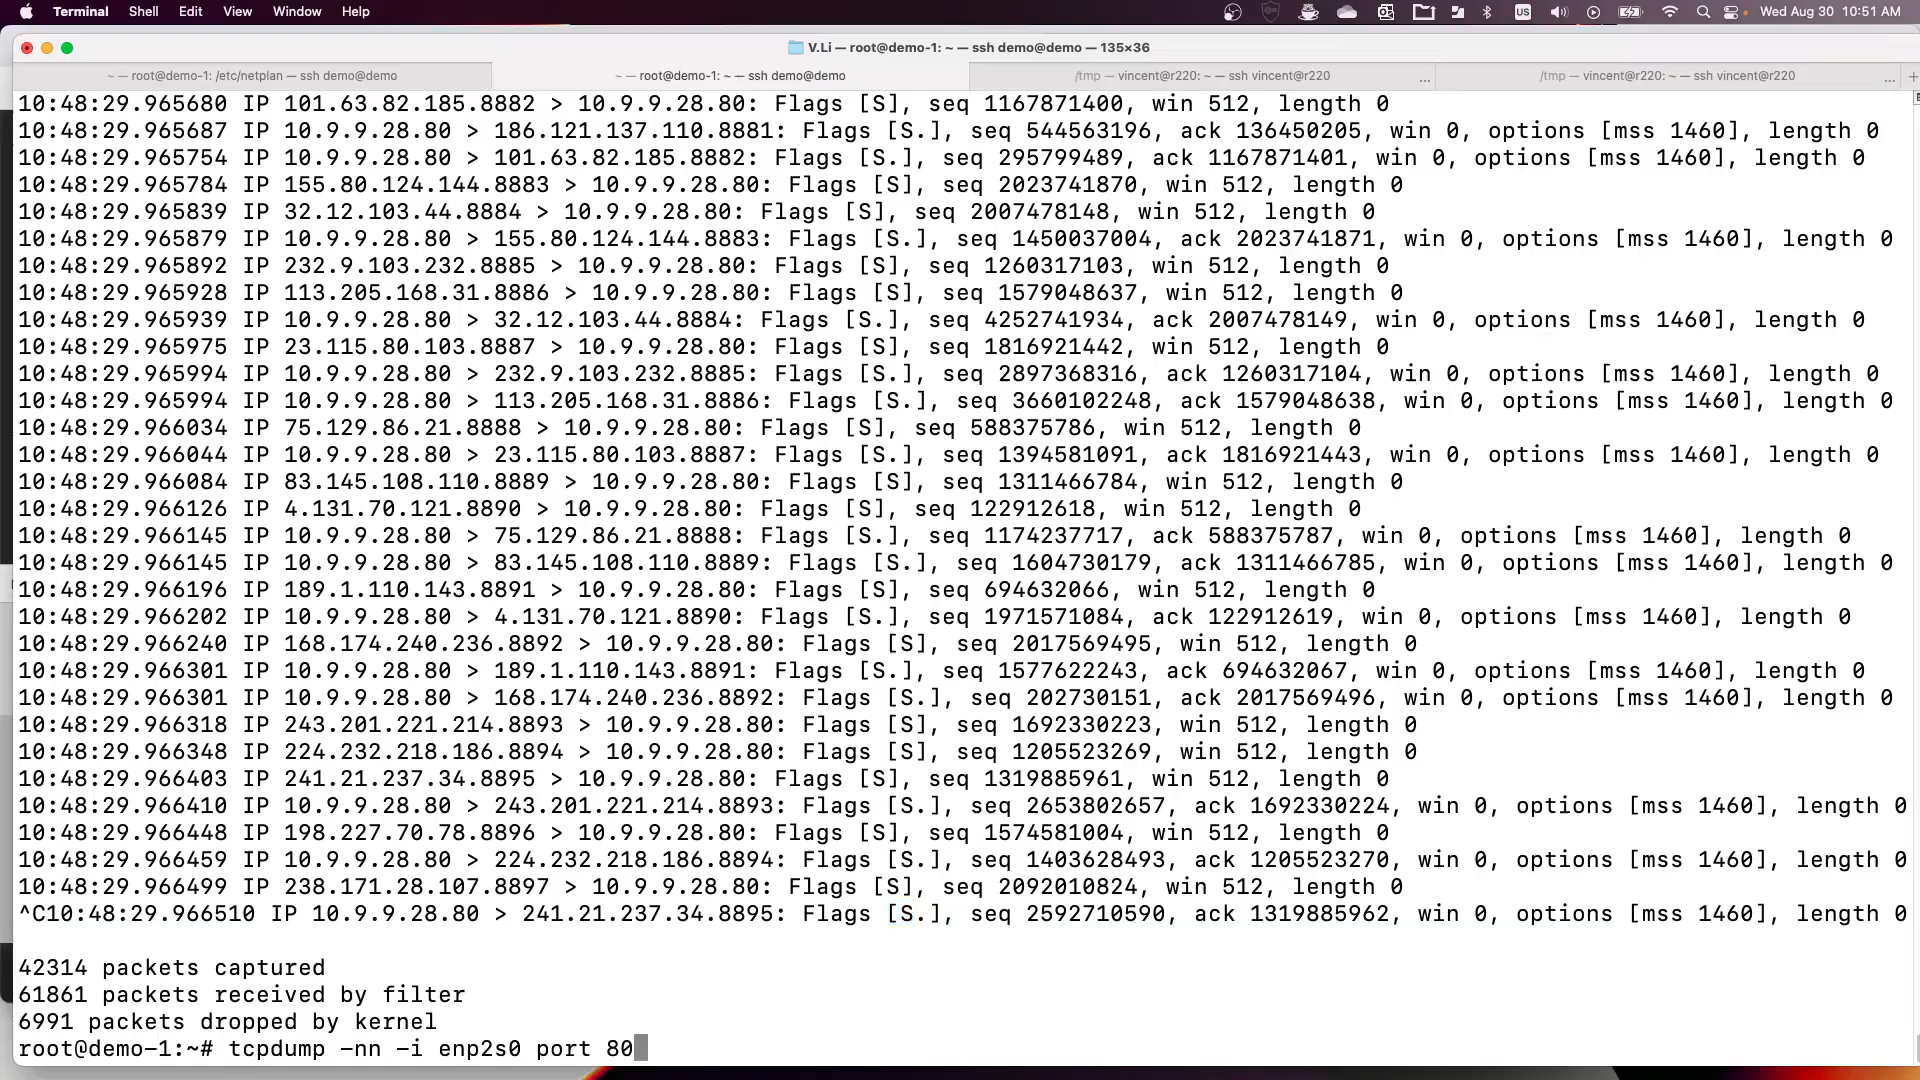 Terminal Shell Edit View Window Help US Wed Aug 30 10:51 AM
V.Li — root@demo-1: ~ — ssh demo@demo — 135×36
~ — root@demo-1: /etc/netplan — ssh demo@demo ~ — root@demo-1: ~ — ssh demo@demo /tmp — vincent@r220: ~ — ssh vincent@r220 ... /tmp — vincent@r220: ~ — ssh vincent@r220 ... +
10:48:29.965680 IP 101.63.82.185.8882 > 10.9.9.28.80: Flags [S], seq 1167871400, win 512, length 0
10:48:29.965687 IP 10.9.9.28.80 > 186.121.137.110.8881: Flags [S.], seq 544563196, ack 136450205, win 0, options [mss 1460], length 0
10:48:29.965754 IP 10.9.9.28.80 > 101.63.82.185.8882: Flags [S.], seq 295799489, ack 1167871401, win 0, options [mss 1460], length 0
10:48:29.965784 IP 155.80.124.144.8883 > 10.9.9.28.80: Flags [S], seq 2023741870, win 512, length 0
10:48:29.965839 IP 32.12.103.44.8884 > 10.9.9.28.80: Flags [S], seq 2007478148, win 512, length 0
10:48:29.965879 IP 10.9.9.28.80 > 155.80.124.144.8883: Flags [S.], seq 1450037004, ack 2023741871, win 0, options [mss 1460], length 0
10:48:29.965892 IP 232.9.103.232.8885 > 10.9.9.28.80: Flags [S], seq 1260317103, win 512, length 0
10:48:29.965928 IP 113.205.168.31.8886 > 10.9.9.28.80: Flags [S], seq 1579048637, win 512, length 0
10:48:29.965939 IP 10.9.9.28.80 > 32.12.103.44.8884: Flags [S.], seq 4252741934, ack 2007478149, win 0, options [mss 1460], length 0
10:48:29.965975 IP 23.115.80.103.8887 > 10.9.9.28.80: Flags [S], seq 1816921442, win 512, length 0
10:48:29.965994 IP 10.9.9.28.80 > 232.9.103.232.8885: Flags [S.], seq 2897368316, ack 1260317104, win 0, options [mss 1460], length 0
10:48:29.965994 IP 10.9.9.28.80 > 113.205.168.31.8886: Flags [S.], seq 3660102248, ack 1579048638, win 0, options [mss 1460], length 0
10:48:29.966034 IP 75.129.86.21.8888 > 10.9.9.28.80: Flags [S], seq 588375786, win 512, length 0
10:48:29.966044 IP 10.9.9.28.80 > 23.115.80.103.8887: Flags [S.], seq 1394581091, ack 1816921443, win 0, options [mss 1460], length 0
10:48:29.966084 IP 83.145.108.110.8889 > 10.9.9.28.80: Flags [S], seq 1311466784, win 512, length 0
10:48:29.966126 IP 4.131.70.121.8890 > 10.9.9.28.80: Flags [S], seq 122912618, win 512, length 0
10:48:29.966145 IP 10.9.9.28.80 > 75.129.86.21.8888: Flags [S.], seq 1174237717, ack 588375787, win 0, options [mss 1460], length 0
10:48:29.966145 IP 10.9.9.28.80 > 83.145.108.110.8889: Flags [S.], seq 1604730179, ack 1311466785, win 0, options [mss 1460], length 0
10:48:29.966196 IP 189.1.110.143.8891 > 10.9.9.28.80: Flags [S], seq 694632066, win 512, length 0
10:48:29.966202 IP 10.9.9.28.80 > 4.131.70.121.8890: Flags [S.], seq 1971571084, ack 122912619, win 0, options [mss 1460], length 0
10:48:29.966240 IP 168.174.240.236.8892 > 10.9.9.28.80: Flags [S], seq 2017569495, win 512, length 0
10:48:29.966301 IP 10.9.9.28.80 > 189.1.110.143.8891: Flags [S.], seq 1577622243, ack 694632067, win 0, options [mss 1460], length 0
10:48:29.966301 IP 10.9.9.28.80 > 168.174.240.236.8892: Flags [S.], seq 202730151, ack 2017569496, win 0, options [mss 1460], length 0
10:48:29.966318 IP 243.201.221.214.8893 > 10.9.9.28.80: Flags [S], seq 1692330223, win 512, length 0
10:48:29.966348 IP 224.232.218.186.8894 > 10.9.9.28.80: Flags [S], seq 1205523269, win 512, length 0
10:48:29.966403 IP 241.21.237.34.8895 > 10.9.9.28.80: Flags [S], seq 1319885961, win 512, length 0
10:48:29.966410 IP 10.9.9.28.80 > 243.201.221.214.8893: Flags [S.], seq 2653802657, ack 1692330224, win 0, options [mss 1460], length 0
10:48:29.966448 IP 198.227.70.78.8896 > 10.9.9.28.80: Flags [S], seq 1574581004, win 512, length 0
10:48:29.966459 IP 10.9.9.28.80 > 224.232.218.186.8894: Flags [S.], seq 1403628493, ack 1205523270, win 0, options [mss 1460], length 0
10:48:29.966499 IP 238.171.28.107.8897 > 10.9.9.28.80: Flags [S], seq 2092010824, win 512, length 0
^C10:48:29.966510 IP 10.9.9.28.80 > 241.21.237.34.8895: Flags [S.], seq 2592710590, ack 1319885962, win 0, options [mss 1460], length 0
42314 packets captured
61861 packets received by filter
6991 packets dropped by kernel
root@demo-1:~# tcpdump -nn -i enp2s0 port 80